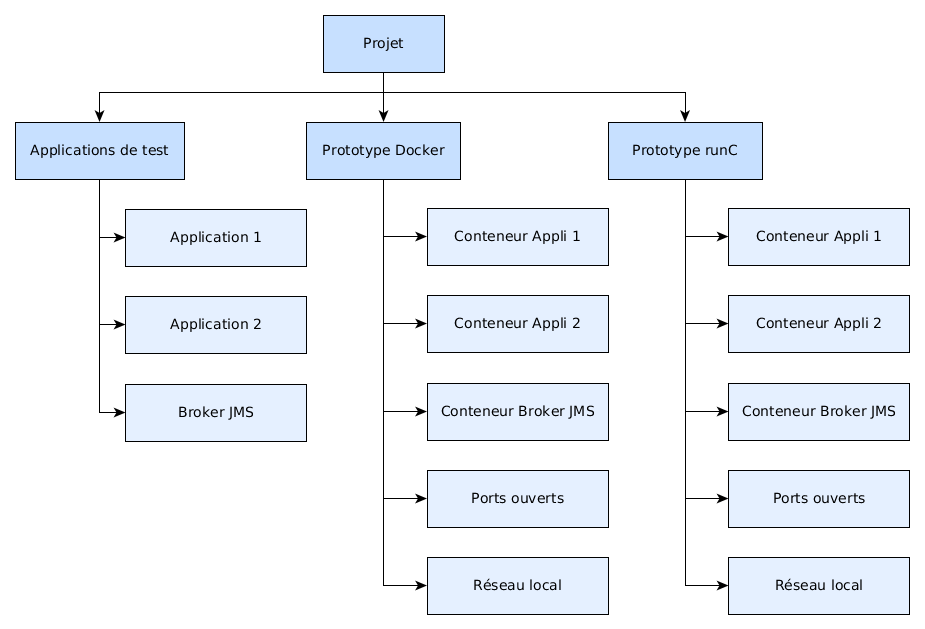 Projet
Applications de test
Prototype Docker
Prototype runC
Application 1
Application 2
Broker JMS
Conteneur Appli 1
Conteneur Appli 2
Conteneur Broker JMS
Ports ouverts
Réseau local
Conteneur Appli 1
Conteneur Appli 2
Conteneur Broker JMS
Ports ouverts
Réseau local